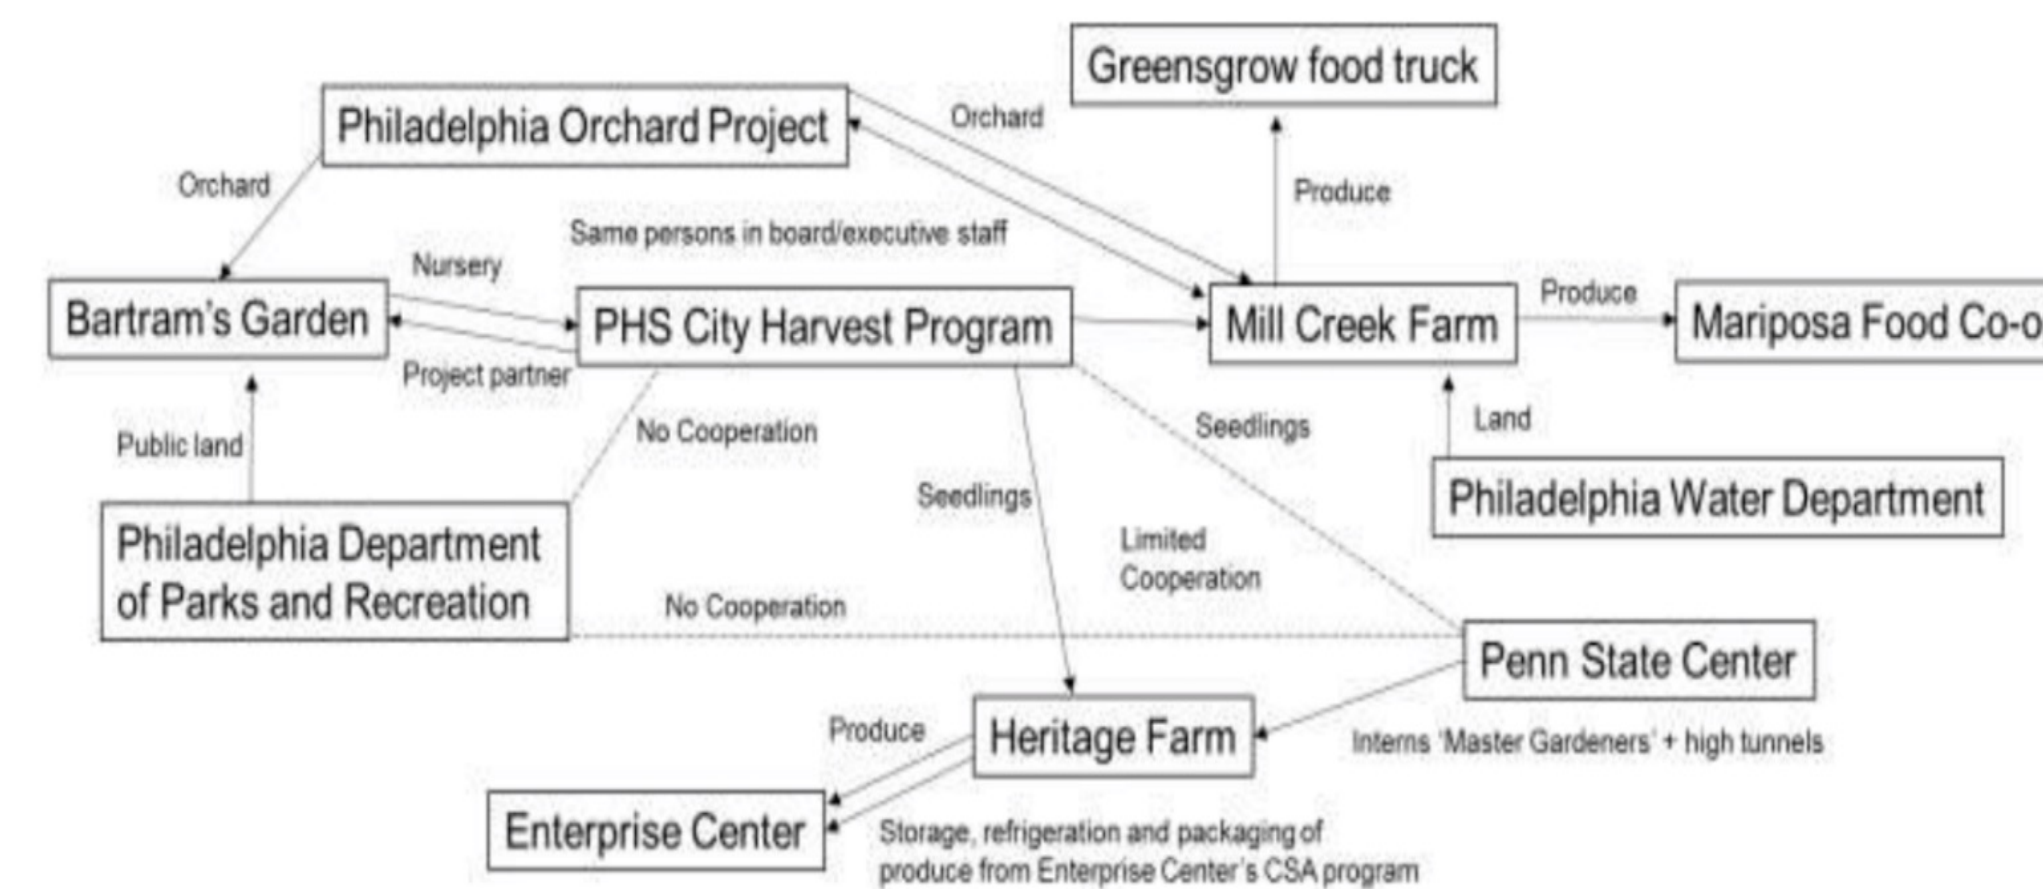 Greensgrow food truck
Philadelphia Orchard Project
Orchard
Orchard
Produce
Same persons in board/executive staff
Nursery
Bartram's Garden
PHS City Harvest Program
Mill Creek Farm
Produce
Mariposa Food Co-o
Project partner
Public land
No Cooperation
Seedlings
Land
Seedlings
Philadelphia Water Department
Philadelphia Department
of Parks and Recreation
Limited
Cooperation
No Cooperation
Penn State Center
Produce
Heritage Farm
Interns 'Master Gardeners' + high tunnels
Enterprise Center
Storage, refrigeration and packaging of
produce from Enterprise Center's CSA program